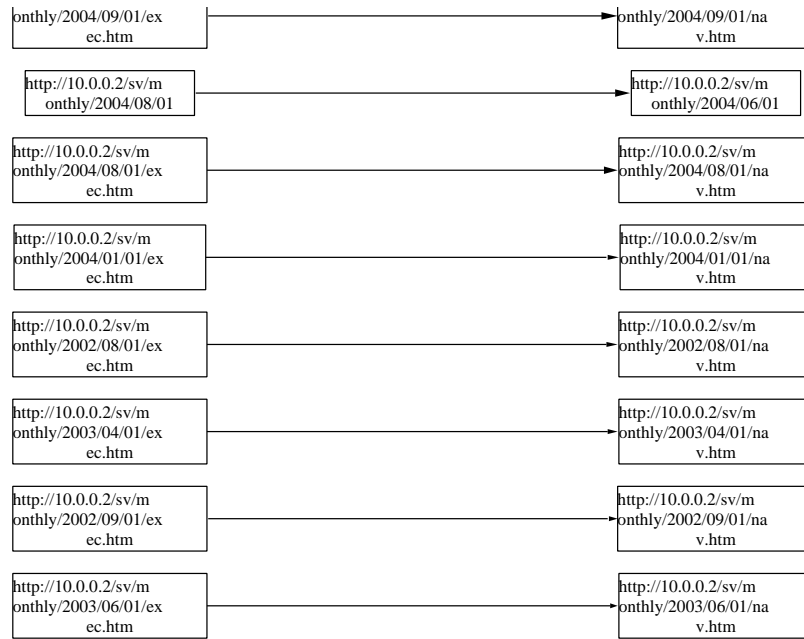 onthly/2004/09/01/ex
ec.htm
onthly/2004/09/01/na
v.htm
http://10.0.0.2/sv/m
onthly/2004/08/01
http://10.0.0.2/sv/m
onthly/2004/06/01
http://10.0.0.2/sv/m
onthly/2004/08/01/ex
ec.htm
http://10.0.0.2/sv/m
onthly/2004/08/01/na
v.htm
http://10.0.0.2/sv/m
onthly/2004/01/01/ex
ec.htm
http://10.0.0.2/sv/m
onthly/2004/01/01/na
v.htm
http://10.0.0.2/sv/m
onthly/2002/08/01/ex
ec.htm
http://10.0.0.2/sv/m
onthly/2002/08/01/na
v.htm
http://10.0.0.2/sv/m
onthly/2003/04/01/ex
ec.htm
http://10.0.0.2/sv/m
onthly/2003/04/01/na
v.htm
http://10.0.0.2/sv/m
onthly/2002/09/01/ex
ec.htm
http://10.0.0.2/sv/m
onthly/2002/09/01/na
v.htm
http://10.0.0.2/sv/m
onthly/2003/06/01/ex
ec.htm
http://10.0.0.2/sv/m
onthly/2003/06/01/na
v.htm